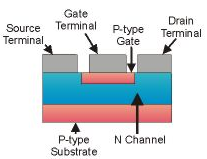 Source
Terminal
Gate
Terminal
P-type
Gate
Drain
Terminal
P-type
Substrate
N Channel